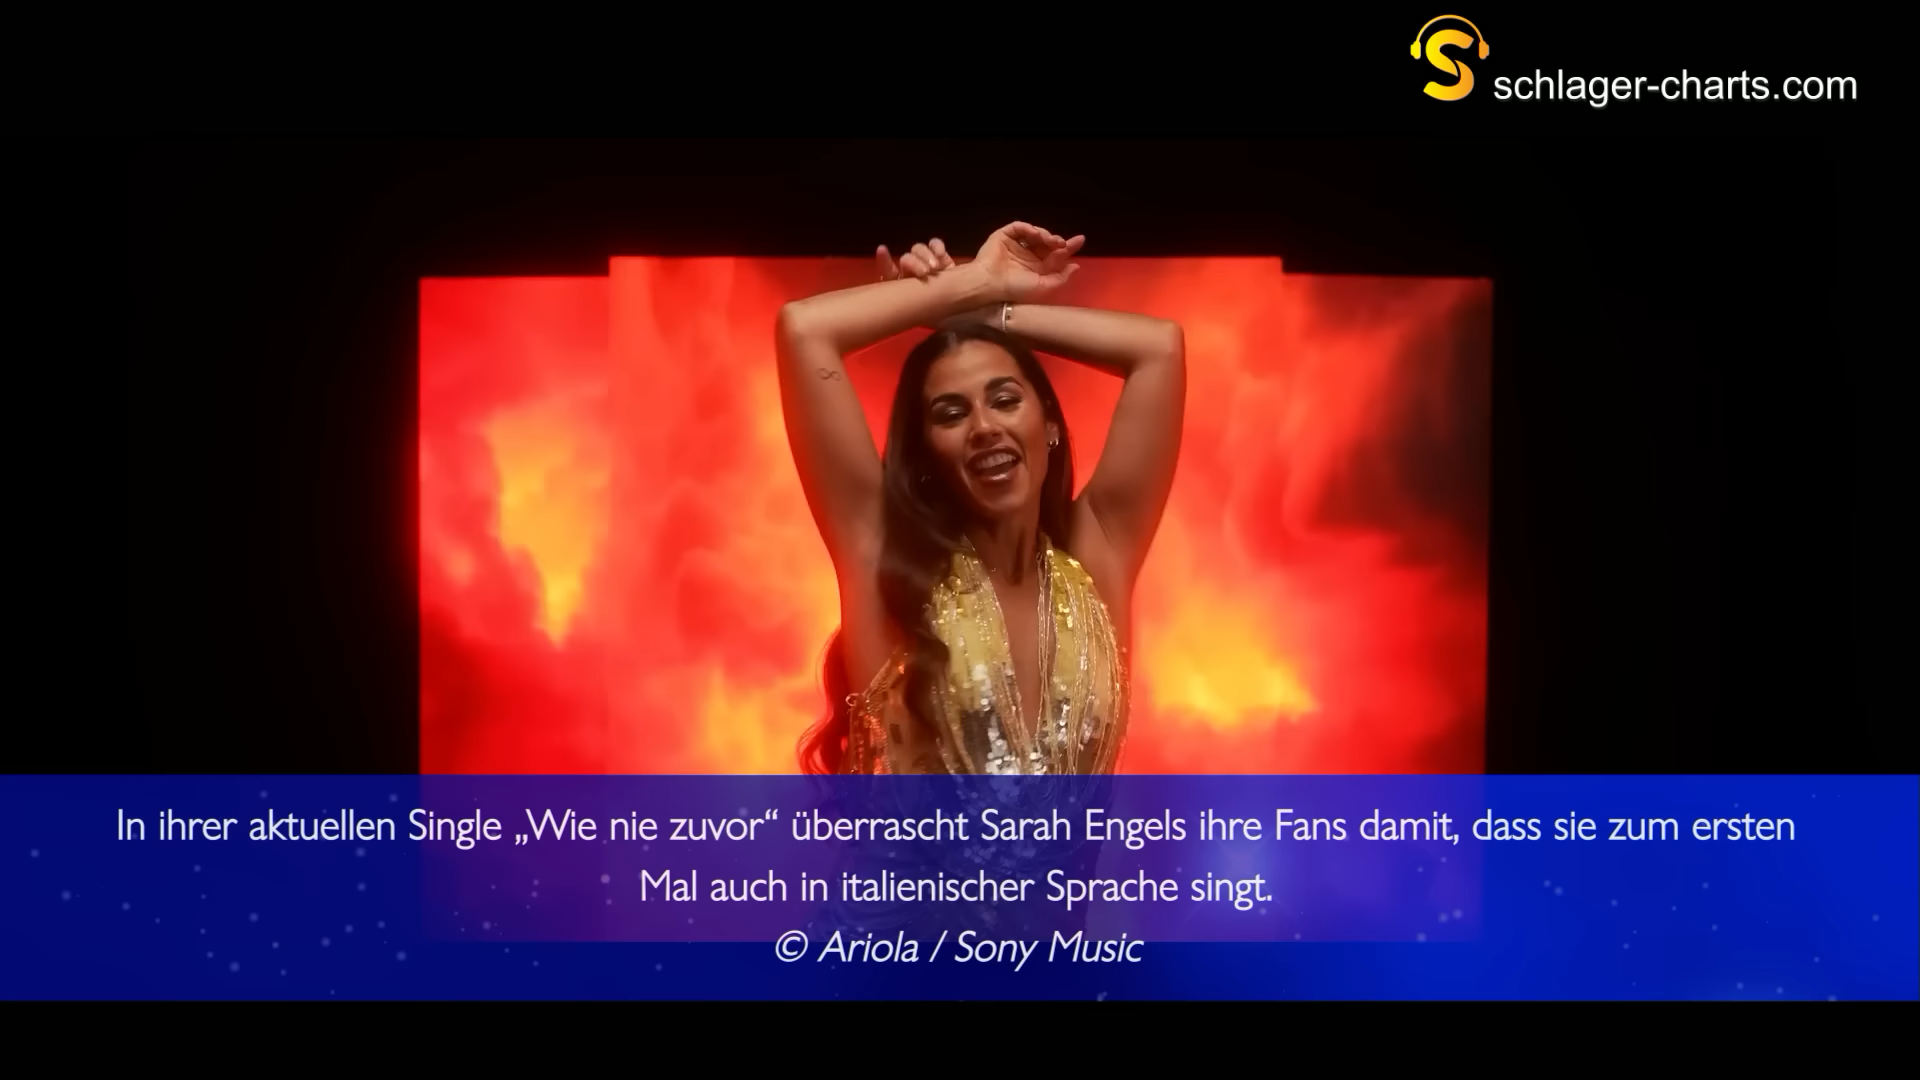 schlager-charts.com
In ihrer aktuellen Single „Wie nie zuvor“ überrascht Sarah Engels ihre Fans damit, dass sie zum ersten
Mal auch in italienischer Sprache singt.
© Ariola / Sony Music